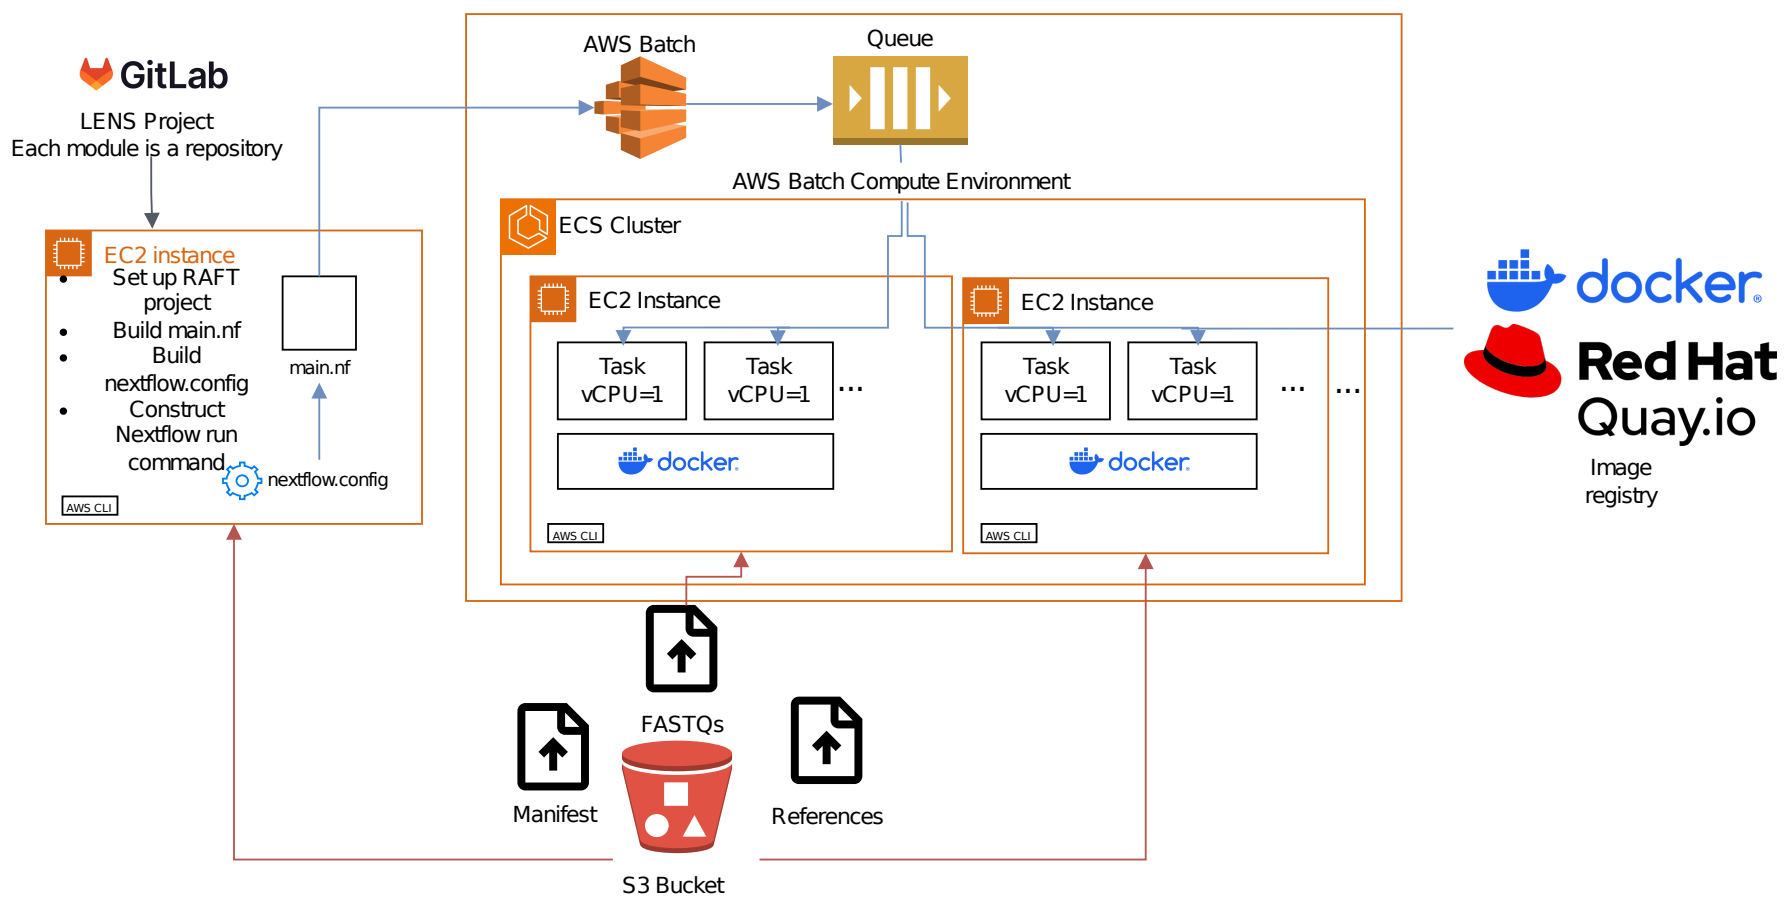 GitLab
LENS Project
Each module is a repository
EC2 instance
• Set up RAFT
project
• Build main.nf
• Build
nextflow.config
• Construct
Nextflow run
command
main.nf
nextflow.config
AWS CLI
AWS Batch
Queue
AWS Batch Compute Environment
ECS Cluster
EC2 Instance
Task
vCPU=1
Task
vCPU=1
...
docker
AWS CLI
EC2 Instance
Task
vCPU=1
Task
vCPU=1
...
...
docker
AWS CLI
docker®
Red Hat
Quay.io
Image
registry
FASTQs
Manifest
References
S3 Bucket